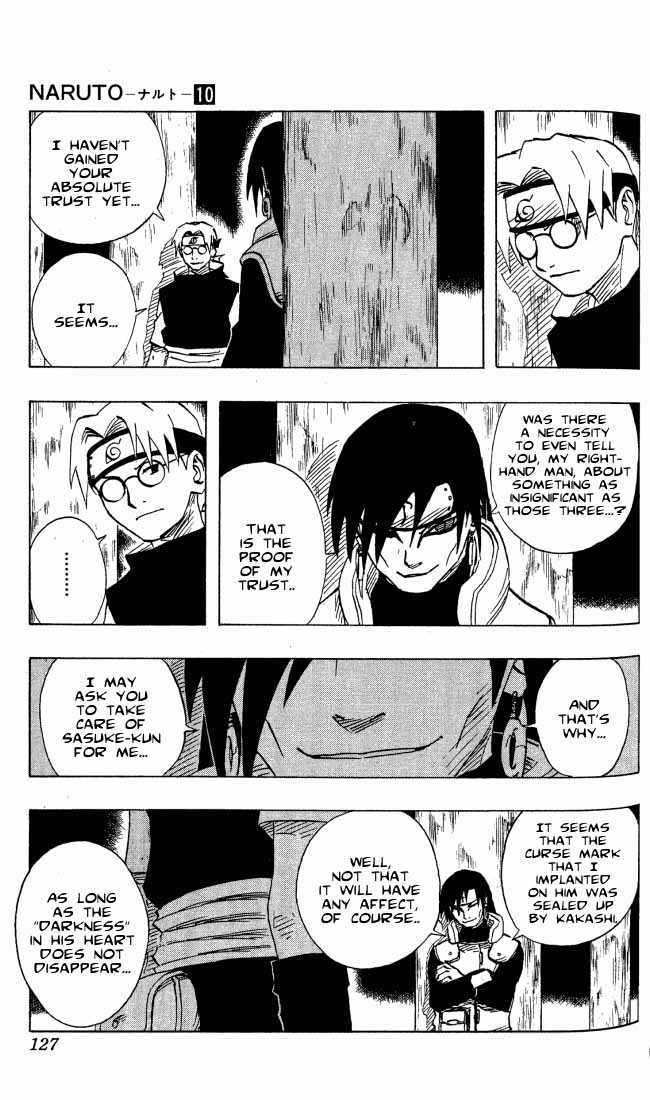 NARUTO－ナルト－10
I HAVEN'T
GAINED
YOUR
ABSOLUTE
TRUST YET...
IT
SEEMS...
WAS THERE
A NECESSITY
TO EVEN TELL
YOU, MY RIGHT-
HAND MAN, ABOUT
SOMETHING AS
INSIGNIFICANT AS
THOSE THREE...?
THAT
IS THE
PROOF
OF MY
TRUST..
.........
AND
THAT'S
WHY...
I MAY
ASK YOU
TO TAKE
CARE OF
SASUKE-KUN
FOR ME...
IT SEEMS
THAT THE
CURSE MARK
THAT I
IMPLANTED
ON HIM WAS
SEALED UP
BY KAKASHI.
WELL,
NOT THAT
IT WILL HAVE
ANY AFFECT,
OF COURSE..
AS LONG
AS THE
"DARKNESS"
IN HIS HEART
DOES NOT
DISAPPEAR...
127